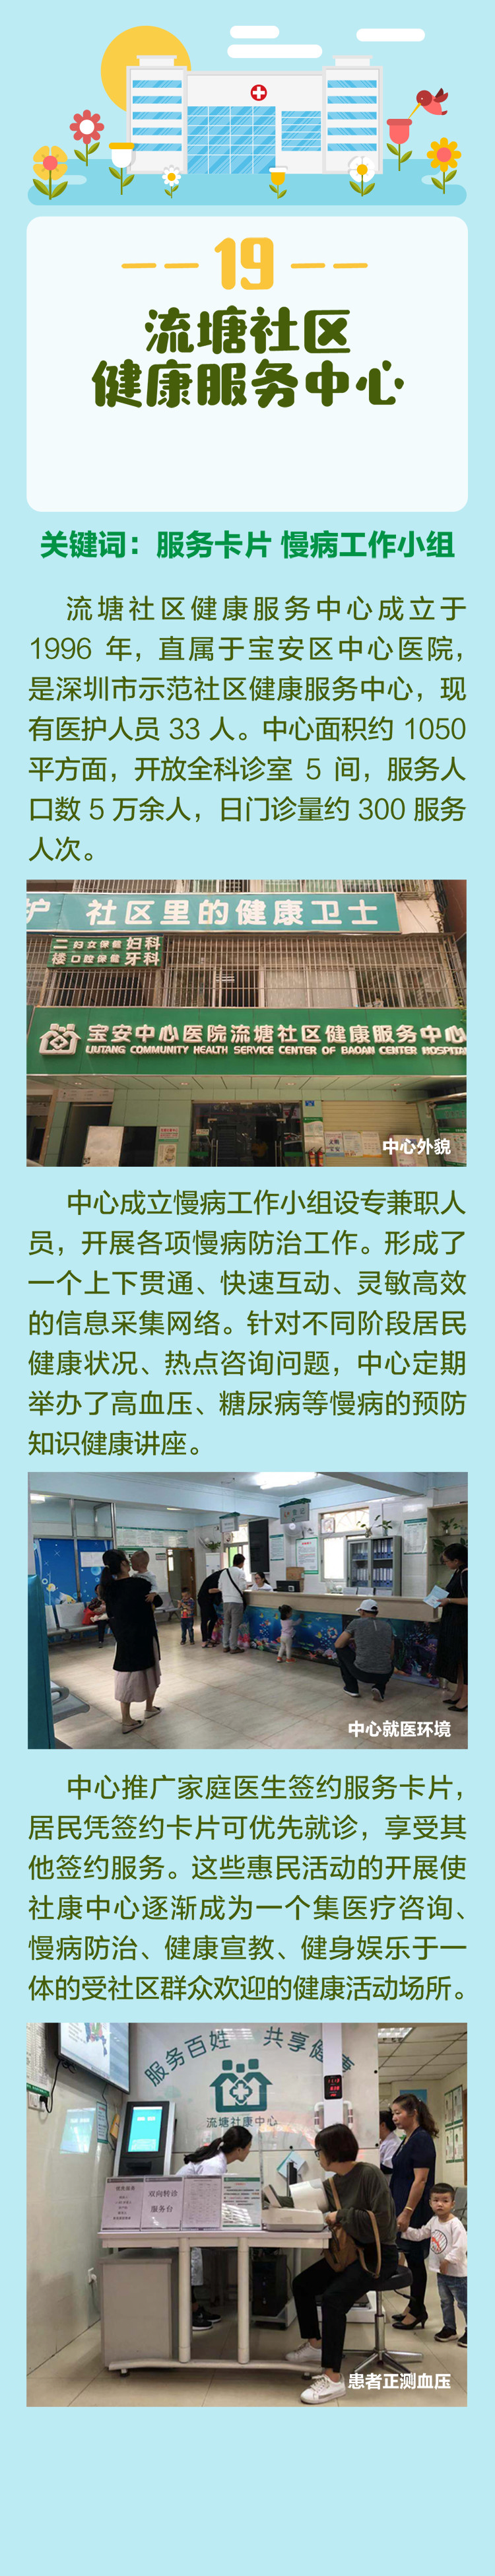 19
流塘社区
健康服务中心
关键词：服务卡片 慢病工作小组
流塘社区健康服务中心成立于
1996 年，直属于宝安区中心医院，
是深圳市示范社区健康服务中心，现
有医护人员 33 人。中心面积约 1050
平方面，开放全科诊室 5 间，服务人
口数 5 万余人，日门诊量约 300 服务
人次。
护 社区里的健康卫士
二 妇女保健 妇科
楼 口腔保健 牙科
宝安中心医院流塘社区健康服务中心
LIUTANG COMMUNITY HEALTH SERVICE CENTER OF BAOAN CENTER HOSPITAL
中心外貌
中心成立慢病工作小组设专兼职人
员，开展各项慢病防治工作。形成了
一个上下贯通、快速互动、灵敏高效
的信息采集网络。针对不同阶段居民
健康状况、热点咨询问题，中心定期
举办了高血压、糖尿病等慢病的预防
知识健康讲座。
中心就医环境
中心推广家庭医生签约服务卡片，
居民凭签约卡片可优先就诊，享受其
他签约服务。这些惠民活动的开展使
社康中心逐渐成为一个集医疗咨询、
慢病防治、健康宣教、健身娱乐于一
体的受社区群众欢迎的健康活动场所。
服务百姓 共享健康
流塘社康中心
双向转诊
服务台
患者正测血压